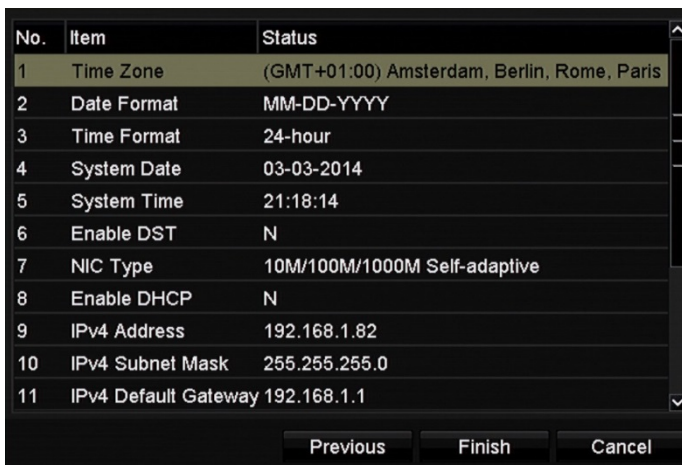 No. Item Status
1 Time Zone (GMT+01:00) Amsterdam, Berlin, Rome, Paris
2 Date Format MM-DD-YYYY
3 Time Format 24-hour
4 System Date 03-03-2014
5 System Time 21:18:14
6 Enable DST N
7 NIC Type 10M/100M/1000M Self-adaptive
8 Enable DHCP N
9 IPv4 Address 192.168.1.82
10 IPv4 Subnet Mask 255.255.255.0
11 IPv4 Default Gateway 192.168.1.1
Previous Finish Cancel